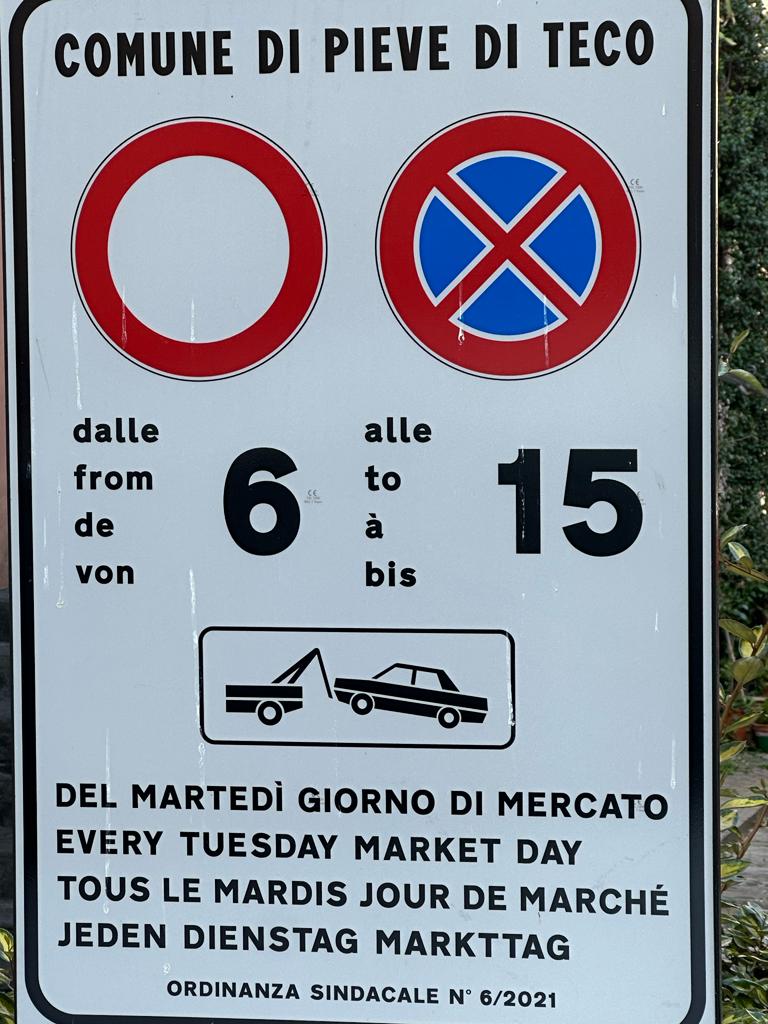 COMUNE DI PIEVE DI TECO
dalle
from
de
von
6
alle
to
à
bis
15
DEL MARTEDÌ GIORNO DI MERCATO
EVERY TUESDAY MARKET DAY
TOUS LE MARDIS JOUR DE MARCHÉ
JEDEN DIENSTAG MARKTTAG
ORDINANZA SINDACALE N° 6/2021